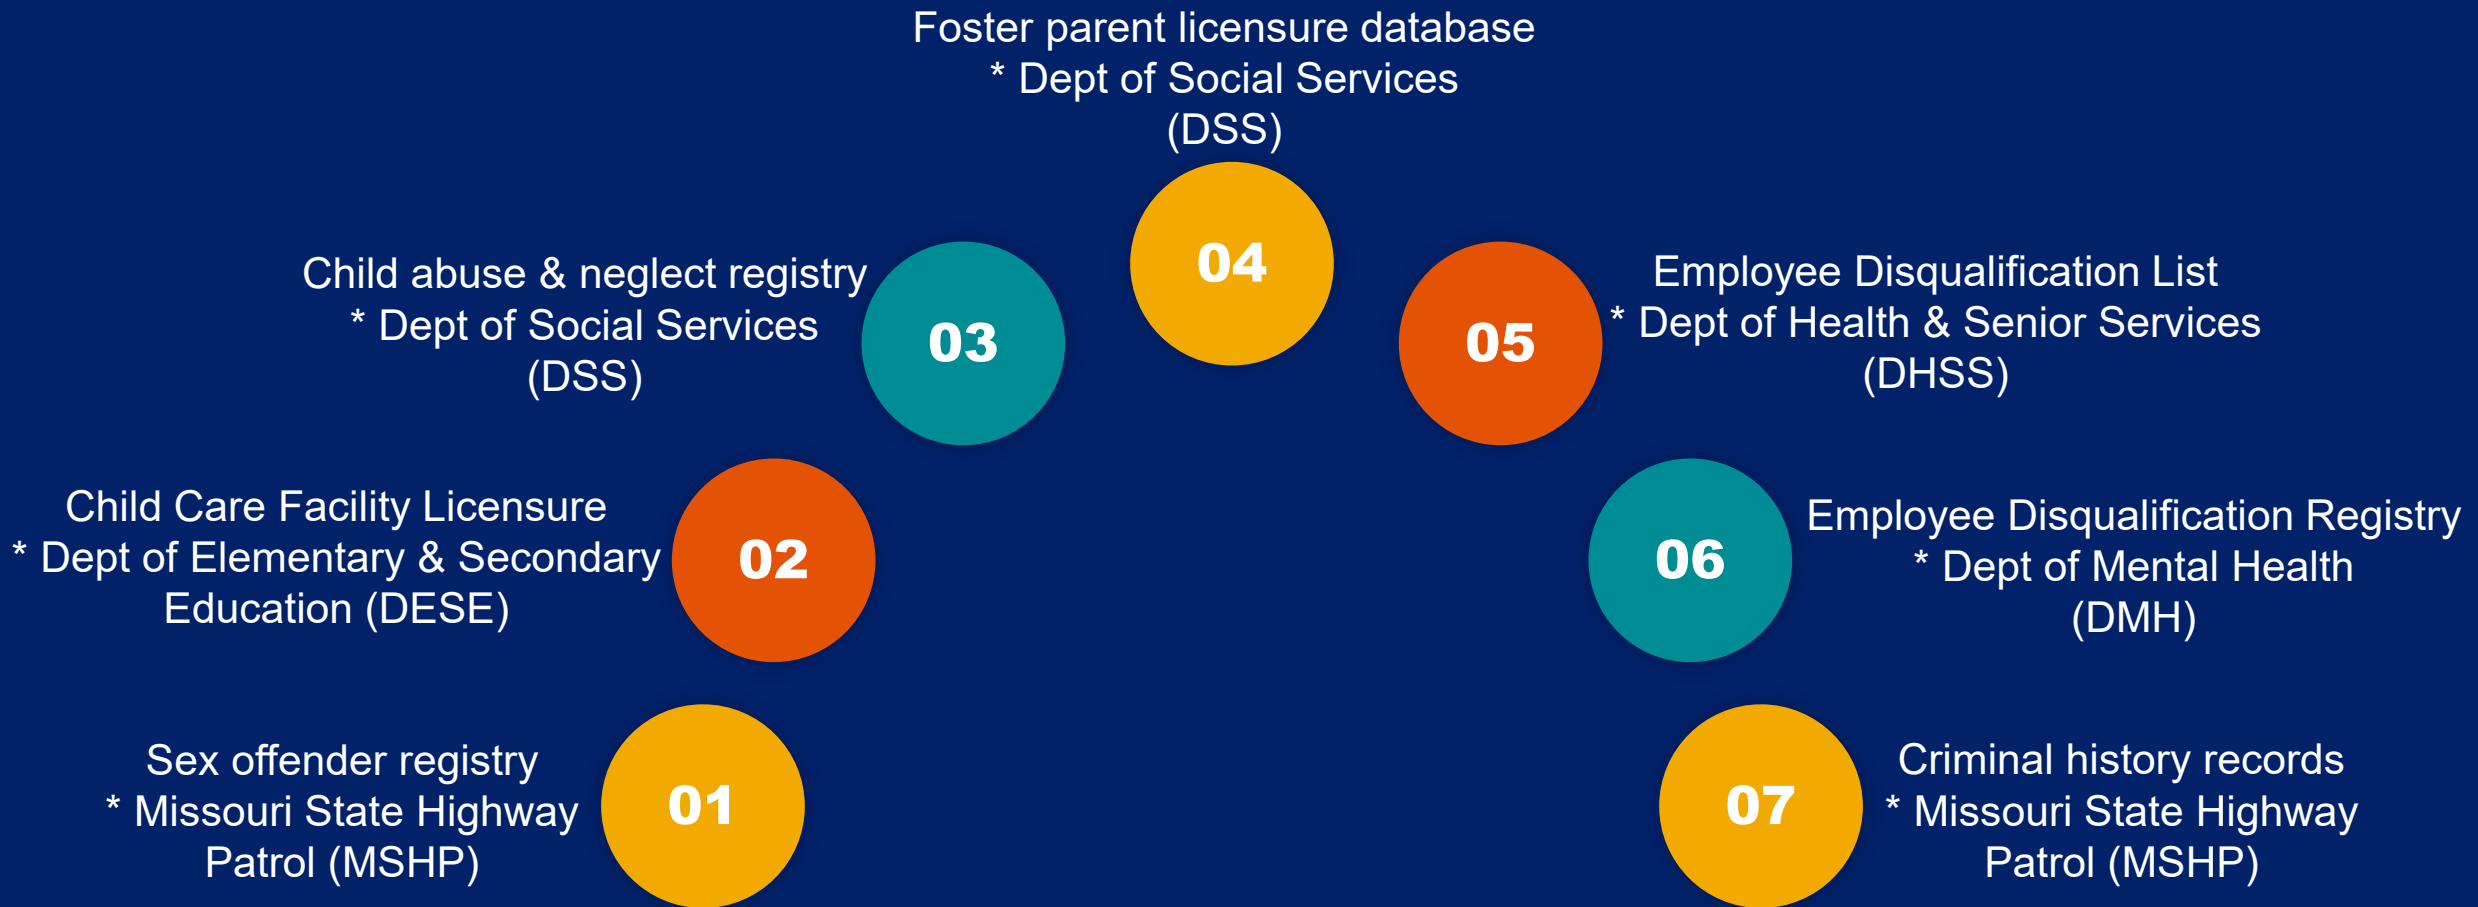 Foster parent licensure database
* Dept of Social Services
(DSS)
04
Child abuse & neglect registry
* Dept of Social Services
(DSS)
03
05
Employee Disqualification List
* Dept of Health & Senior Services
(DHSS)
Child Care Facility Licensure
* Dept of Elementary & Secondary
Education (DESE)
02
06
Employee Disqualification Registry
* Dept of Mental Health
(DMH)
Sex offender registry
* Missouri State Highway
Patrol (MSHP)
01
07
Criminal history records
* Missouri State Highway
Patrol (MSHP)